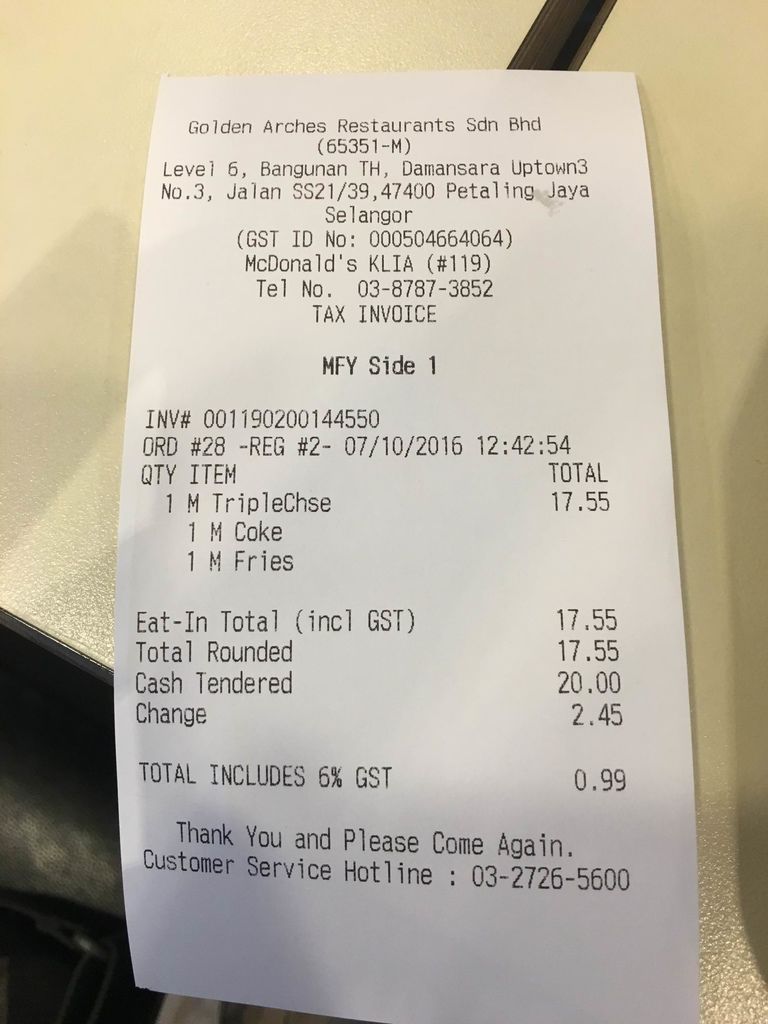 Golden Arches Restaurants Sdn Bhd
(65351-M)
Level 6, Bangunan TH, Damansara Uptown3
No.3, Jalan SS21/39,47400 Petaling Jaya
Selangor
(GST ID No: 000504664064)
McDonald's KLIA (#119)
Tel No. 03-8787-3852
TAX INVOICE
MFY Side 1
INV# 001190200144550
ORD #28 -REG #2- 07/10/2016 12:42:54
QTY ITEM TOTAL
1 M TripleChse 17.55
1 M Coke
1 M Fries
Eat-In Total (incl GST) 17.55
Total Rounded 17.55
Cash Tendered 20.00
Change 2.45
TOTAL INCLUDES 6% GST 0.99
Thank You and Please Come Again.
Customer Service Hotline : 03-2726-5600